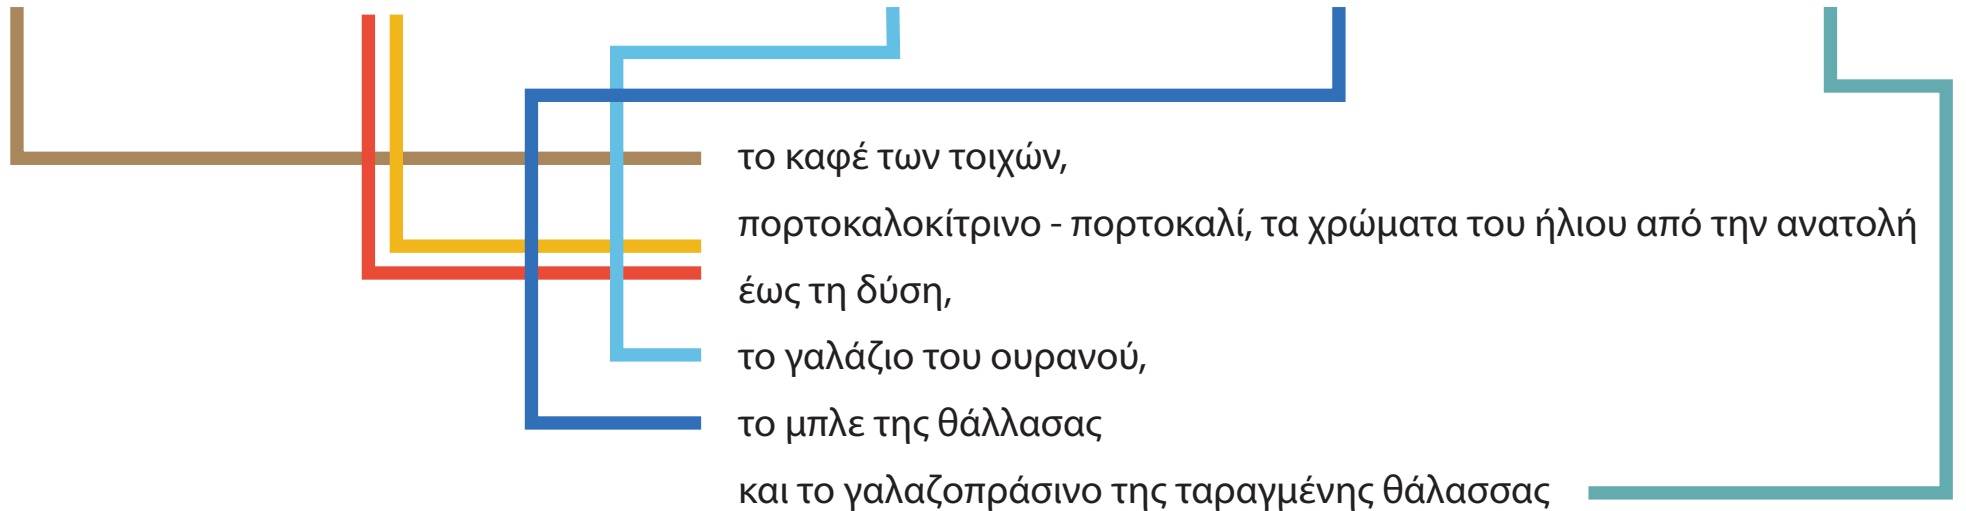 το καφέ των τοιχών,
πορτοκαλοκίτρινο - πορτοκαλί, τα χρώματα του ήλιου από την ανατολή
έως τη δύση,
το γαλάζιο του ουρανού,
το μπλε της θάλλασας
και το γαλαζοπράσινο της ταραγμένης θάλασσας